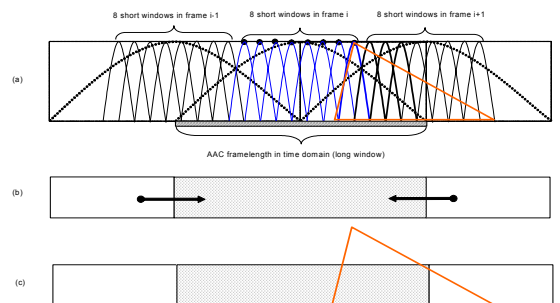 8 short windows in frame i-1
8 short windows in frame i
8 short windows in frame i+1
(a)
AAC framelength in time domain (long window)
(b)
(c)